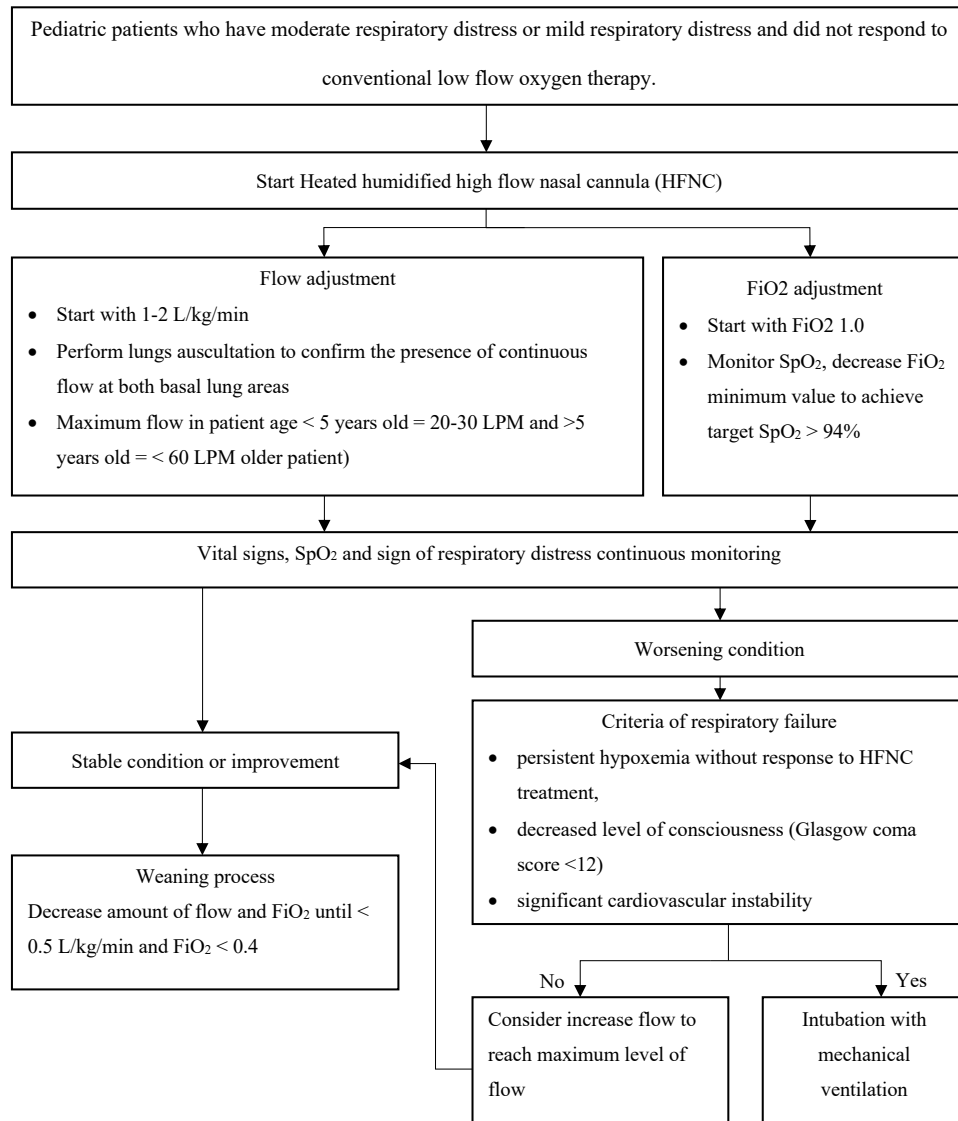 Pediatric patients who have moderate respiratory distress or mild respiratory distress and did not respond to
conventional low flow oxygen therapy.
Start Heated humidified high flow nasal cannula (HFNC)
Flow adjustment
• Start with 1-2 L/kg/min
• Perform lungs auscultation to confirm the presence of continuous
flow at both basal lung areas
• Maximum flow in patient age < 5 years old = 20-30 LPM and >5
years old = < 60 LPM older patient)
FiO2 adjustment
• Start with FiO2 1.0
• Monitor SpO₂, decrease FiO₂
minimum value to achieve
target SpO₂ > 94%
Vital signs, SpO₂ and sign of respiratory distress continuous monitoring
Worsening condition
Criteria of respiratory failure
• persistent hypoxemia without response to HFNC
treatment,
• decreased level of consciousness (Glasgow coma
score <12)
• significant cardiovascular instability
Stable condition or improvement
Weaning process
Decrease amount of flow and FiO₂ until <
0.5 L/kg/min and FiO₂ < 0.4
No
Yes
Consider increase flow to
reach maximum level of
flow
Intubation with
mechanical
ventilation